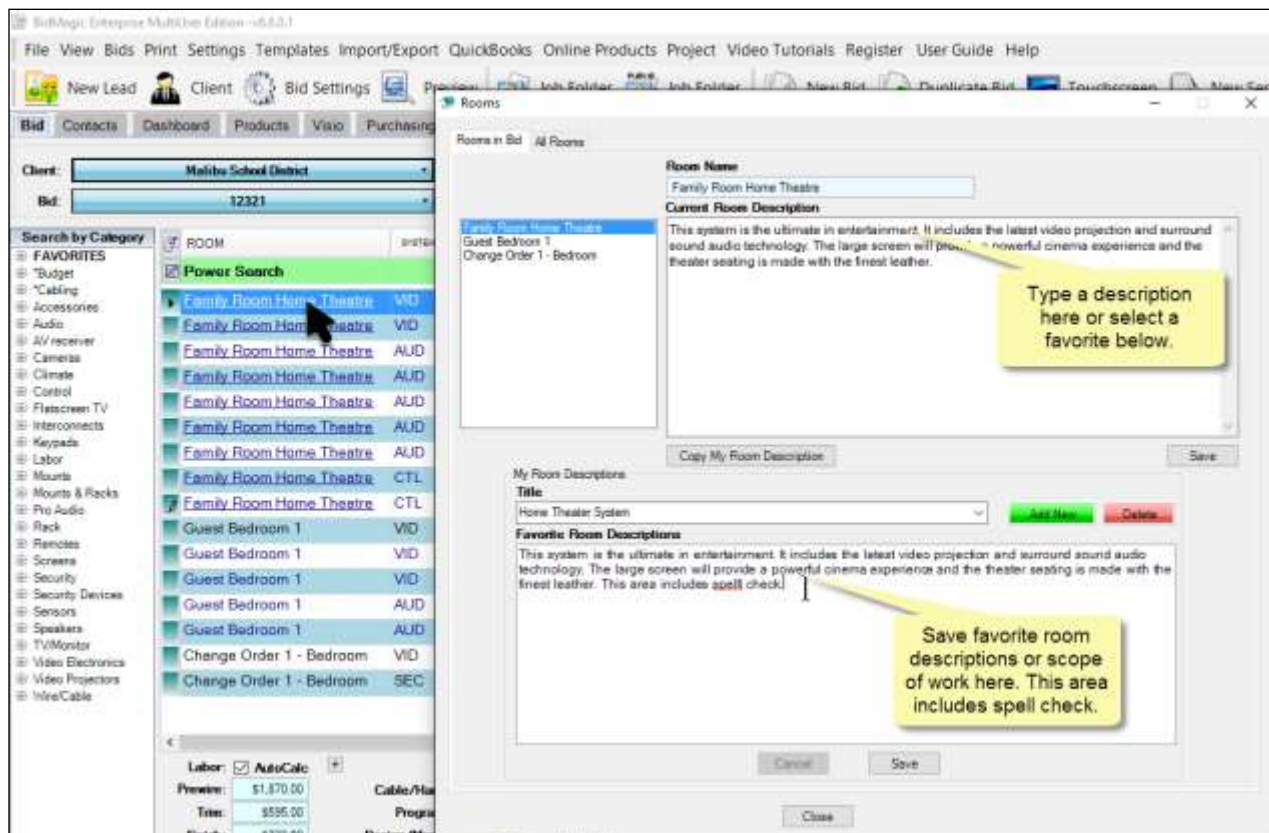 BidMagic Enterprise MultiUser Edition -v6.6.0.1
File View Bids Print Settings Templates Import/Export QuickBooks Online Products Project Video Tutorials Register User Guide Help
New Lead Client Bid Settings Preview Job Folder Job Folder New Bid Duplicate Bid Touchscreen
Bid Contacts Dashboard Products Visio Purchasing
Client: Malibu School District
Bid: 12321
Search by Category
FAVORITES
*Budget
*Cabling
Accessories
Audio
AV receiver
Cameras
Climate
Control
Flatscreen TV
Interconnects
Keypads
Labor
Mounts
Mounts & Racks
Pro Audio
Rack
Remotes
Screens
Security
Security Devices
Sensors
Speakers
TV/Monitor
Video Electronics
Video Projectors
Wire/Cable
ROOM
Power Search
Family Room Home Theatre VID
Family Room Home Theatre VID
Family Room Home Theatre AUD
Family Room Home Theatre AUD
Family Room Home Theatre AUD
Family Room Home Theatre AUD
Family Room Home Theatre AUD
Family Room Home Theatre CTL
Family Room Home Theatre CTL
Guest Bedroom 1 VID
Guest Bedroom 1 VID
Guest Bedroom 1 VID
Guest Bedroom 1 AUD
Guest Bedroom 1 AUD
Change Order 1 - Bedroom VID
Change Order 1 - Bedroom SEC
Labor: AutoCalc
Prewire: $1,870.00
Trim: $595.00
Rooms
Rooms in Bid All Rooms
Family Room Home Theatre
Guest Bedroom 1
Change Order 1 - Bedroom
Room Name
Family Room Home Theatre
Current Room Description
This system is the ultimate in entertainment. It includes the latest video projection and surround
sound audio technology. The large screen will provide a powerful cinema experience and the
theater seating is made with the finest leather.
Type a description
here or select a
favorite below.
Copy My Room Description Save
My Room Descriptions
Title
Home Theater System Add New Delete
Favorite Room Descriptions
This system is the ultimate in entertainment. It includes the latest video projection and surround sound audio
technology. The large screen will provide a powerful cinema experience and the theater seating is made with the
finest leather. This area includes spelll check.
Save favorite room
descriptions or scope
of work here. This area
includes spell check.
Cancel Save
Close